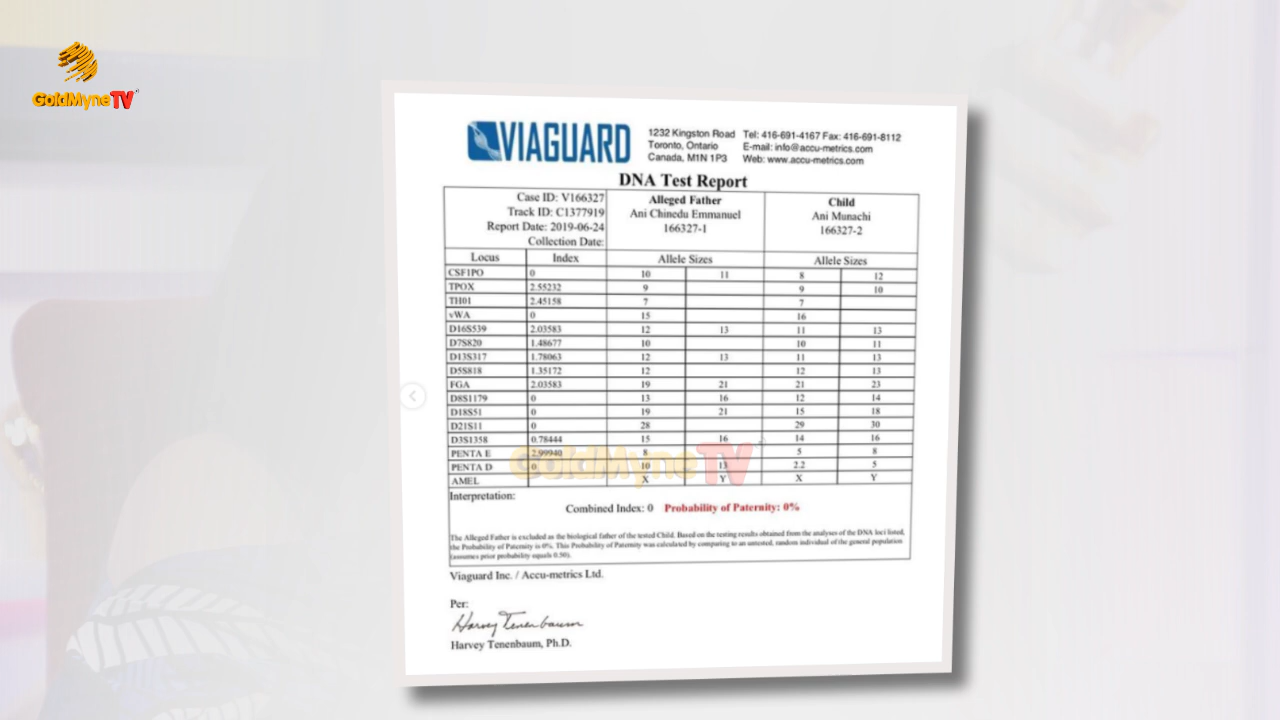 GoldMyneTV
VIAGUARD
1232 Kingston Road Tel: 416-691-4167 Fax: 416-691-8112
Toronto, Ontario E-mail: info@accu-metrics.com
Canada, M1N 1P3 Web: www.accu-metrics.com
DNA Test Report
Case ID: V166327 Alleged Father Child
Track ID: C1377919 Ani Chinedu Emmanuel Ani Munachi
Report Date: 2019-06-24 166327-1 166327-2
Collection Date:
Locus Index Allele Sizes Allele Sizes
CSF1PO 0 10 11 8 12
TPOX 2.55232 9 9 10
TH01 2.45158 7 7
vWA 0 15 16
D16S539 2.03583 12 13 11 13
D7S820 1.48677 10 10 11
D13S317 1.78063 12 13 11 13
D5S818 1.35172 12 12 13
FGA 2.03583 19 21 21 23
D8S1179 0 13 16 12 14
D18S51 0 19 21 15 18
D21S11 0 28 29 30
D3S1358 0.78444 15 16 14 16
PENTA E 2.99940 8 5 8
PENTA D 0 10 13 2.2 5
AMEL X Y X Y
GoldMyneTV
Interpretation:
Combined Index: 0 Probability of Paternity: 0%
The Alleged Father is excluded as the biological father of the tested Child. Based on the testing results obtained from the analyses of the DNA loci listed,
the Probability of Paternity is 0%. This Probability of Paternity was calculated by comparing to an untested, random individual of the general population
(assumes prior probability equals 0.50).
Viaguard Inc. / Accu-metrics Ltd.
Per:
Harvey Tenenbaum
Harvey Tenenbaum, Ph.D.